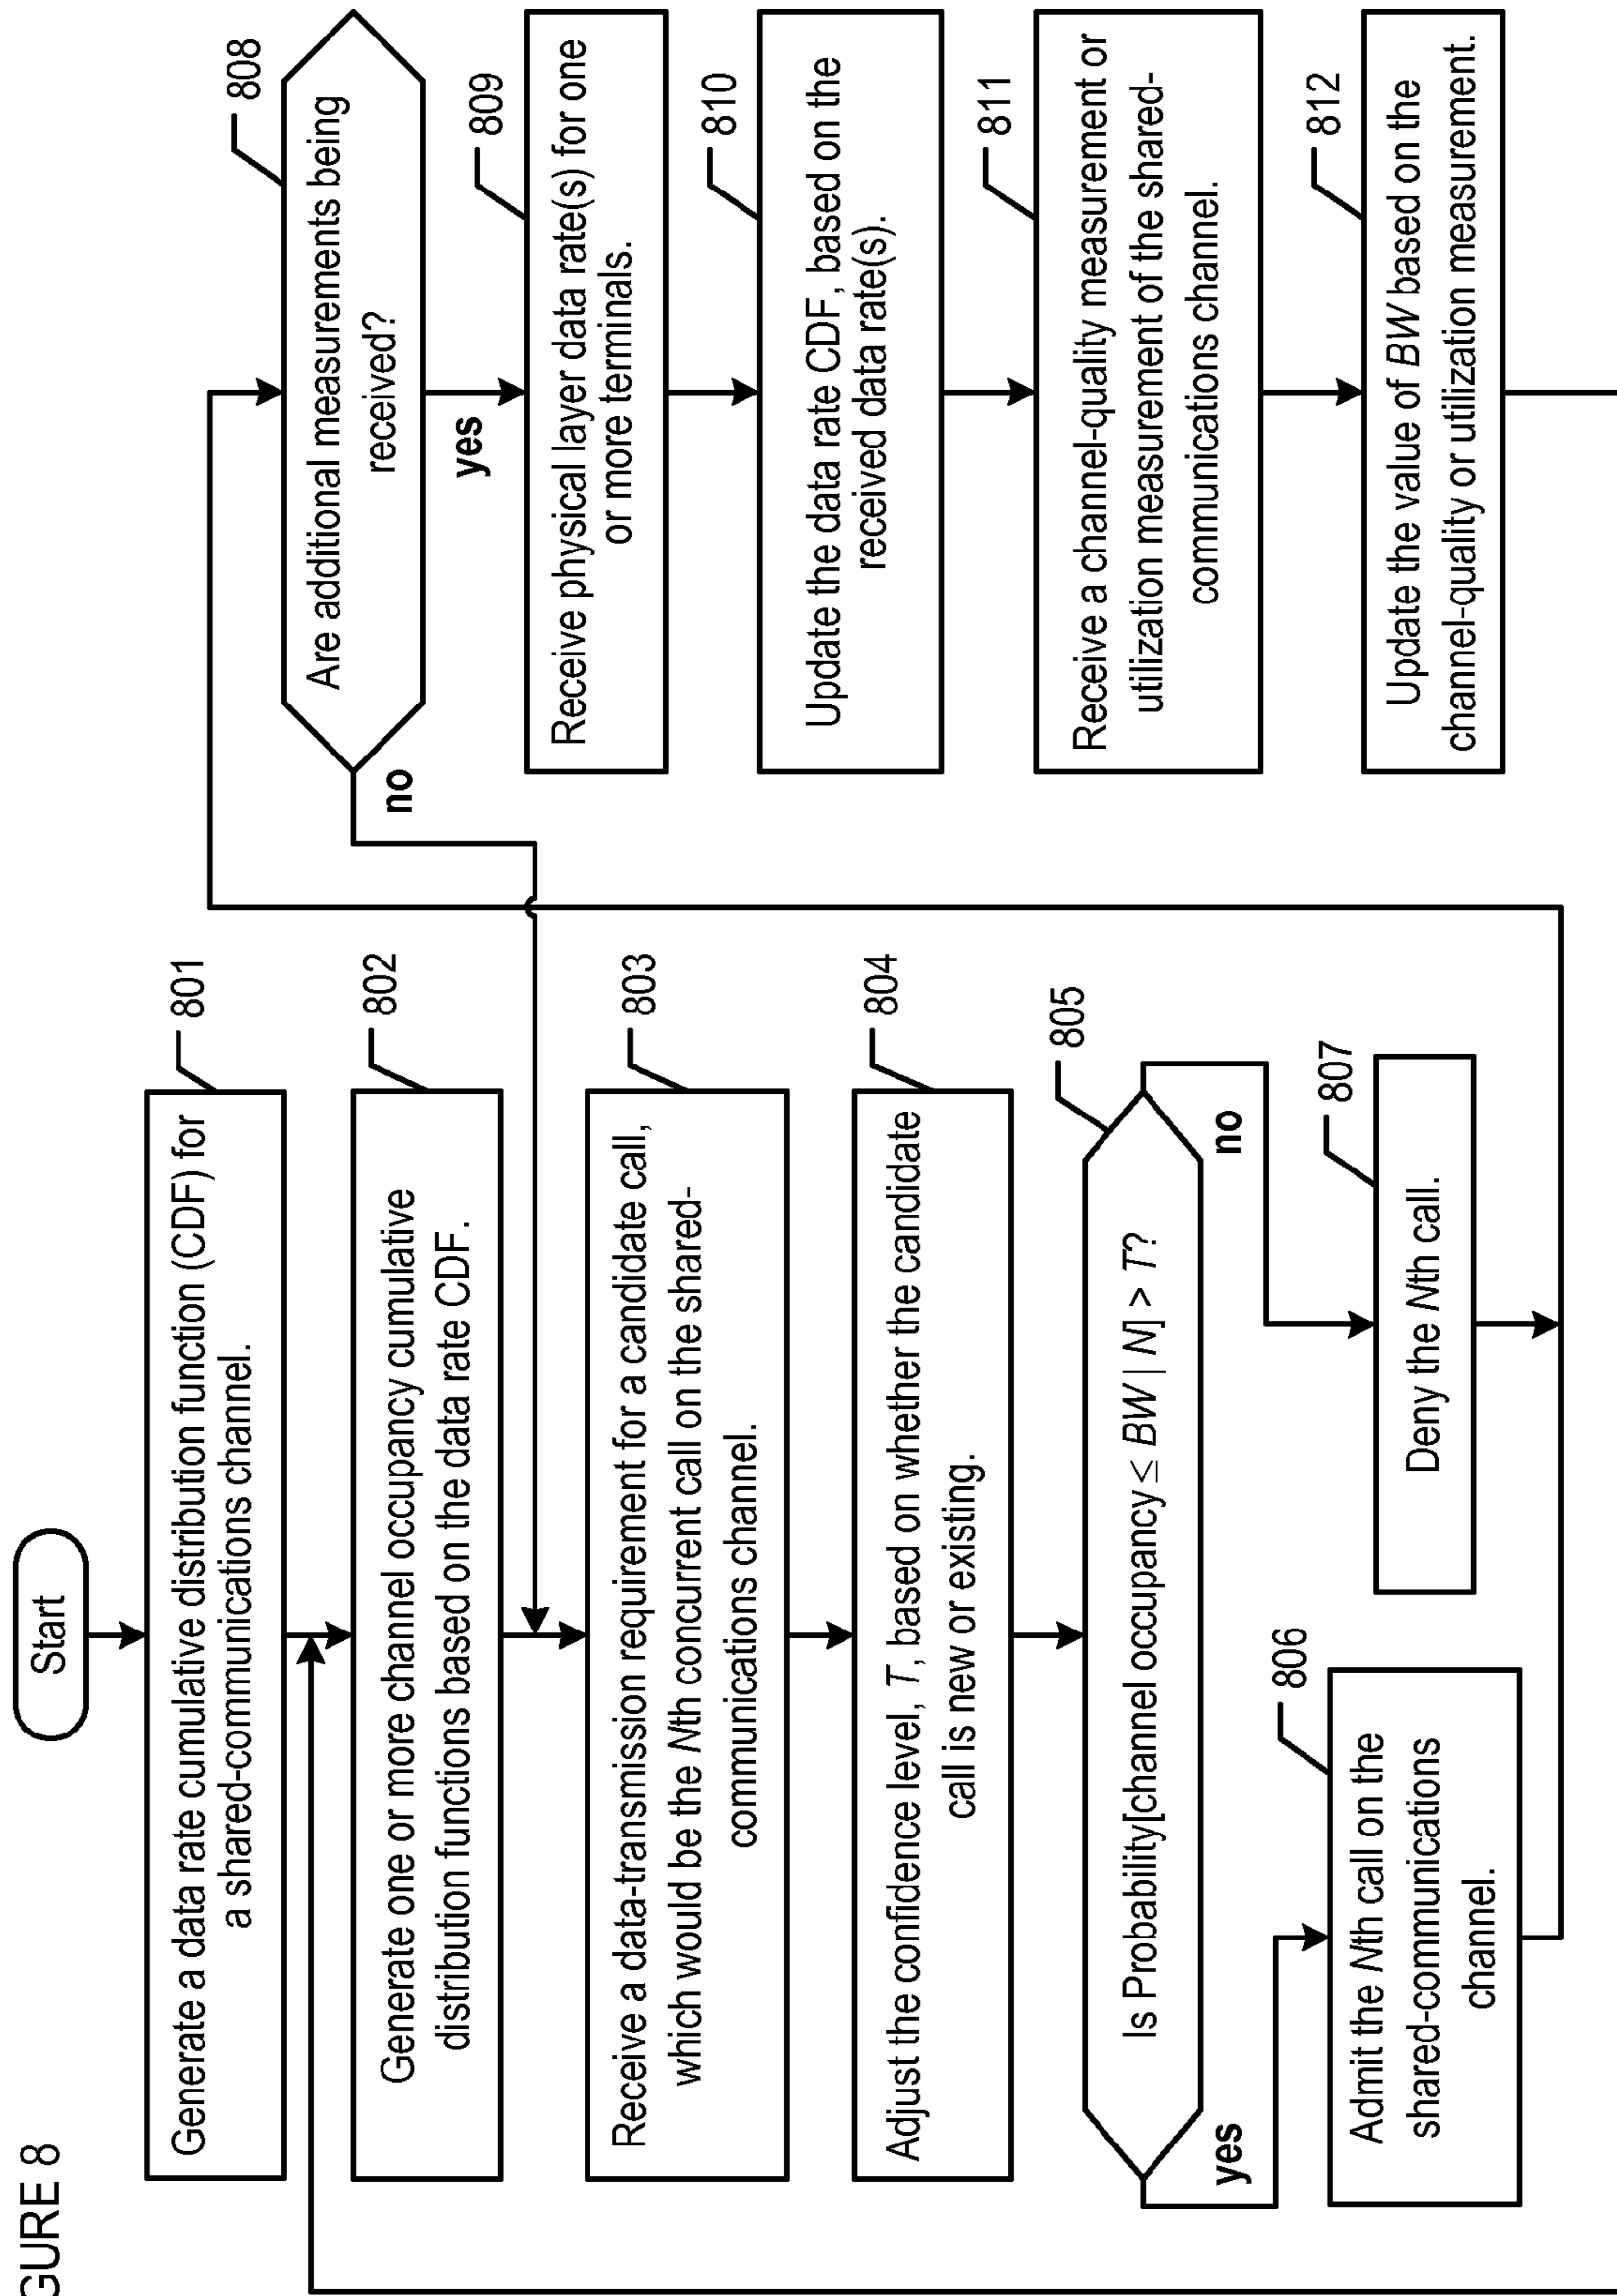 GURE 8
Start
801
Generate a data rate cumulative distribution function (CDF) for
a shared-communications channel.
802
Generate one or more channel occupancy cumulative
distribution functions based on the data rate CDF.
803
Receive a data-transmission requirement for a candidate call,
which would be the Nth concurrent call on the shared-
communications channel.
804
Adjust the confidence level, T, based on whether the candidate
call is new or existing.
805
Is Probability[channel occupancy ≤ BW | N] > T?
yes
no
806
Admit the Nth call on the
shared-communications
channel.
807
Deny the Nth call.
808
Are additional measurements being
received?
no
yes
809
Receive physical layer data rate(s) for one
or more terminals.
810
Update the data rate CDF, based on the
received data rate(s).
811
Receive a channel-quality measurement or
utilization measurement of the shared-
communications channel.
812
Update the value of BW based on the
channel-quality or utilization measurement.